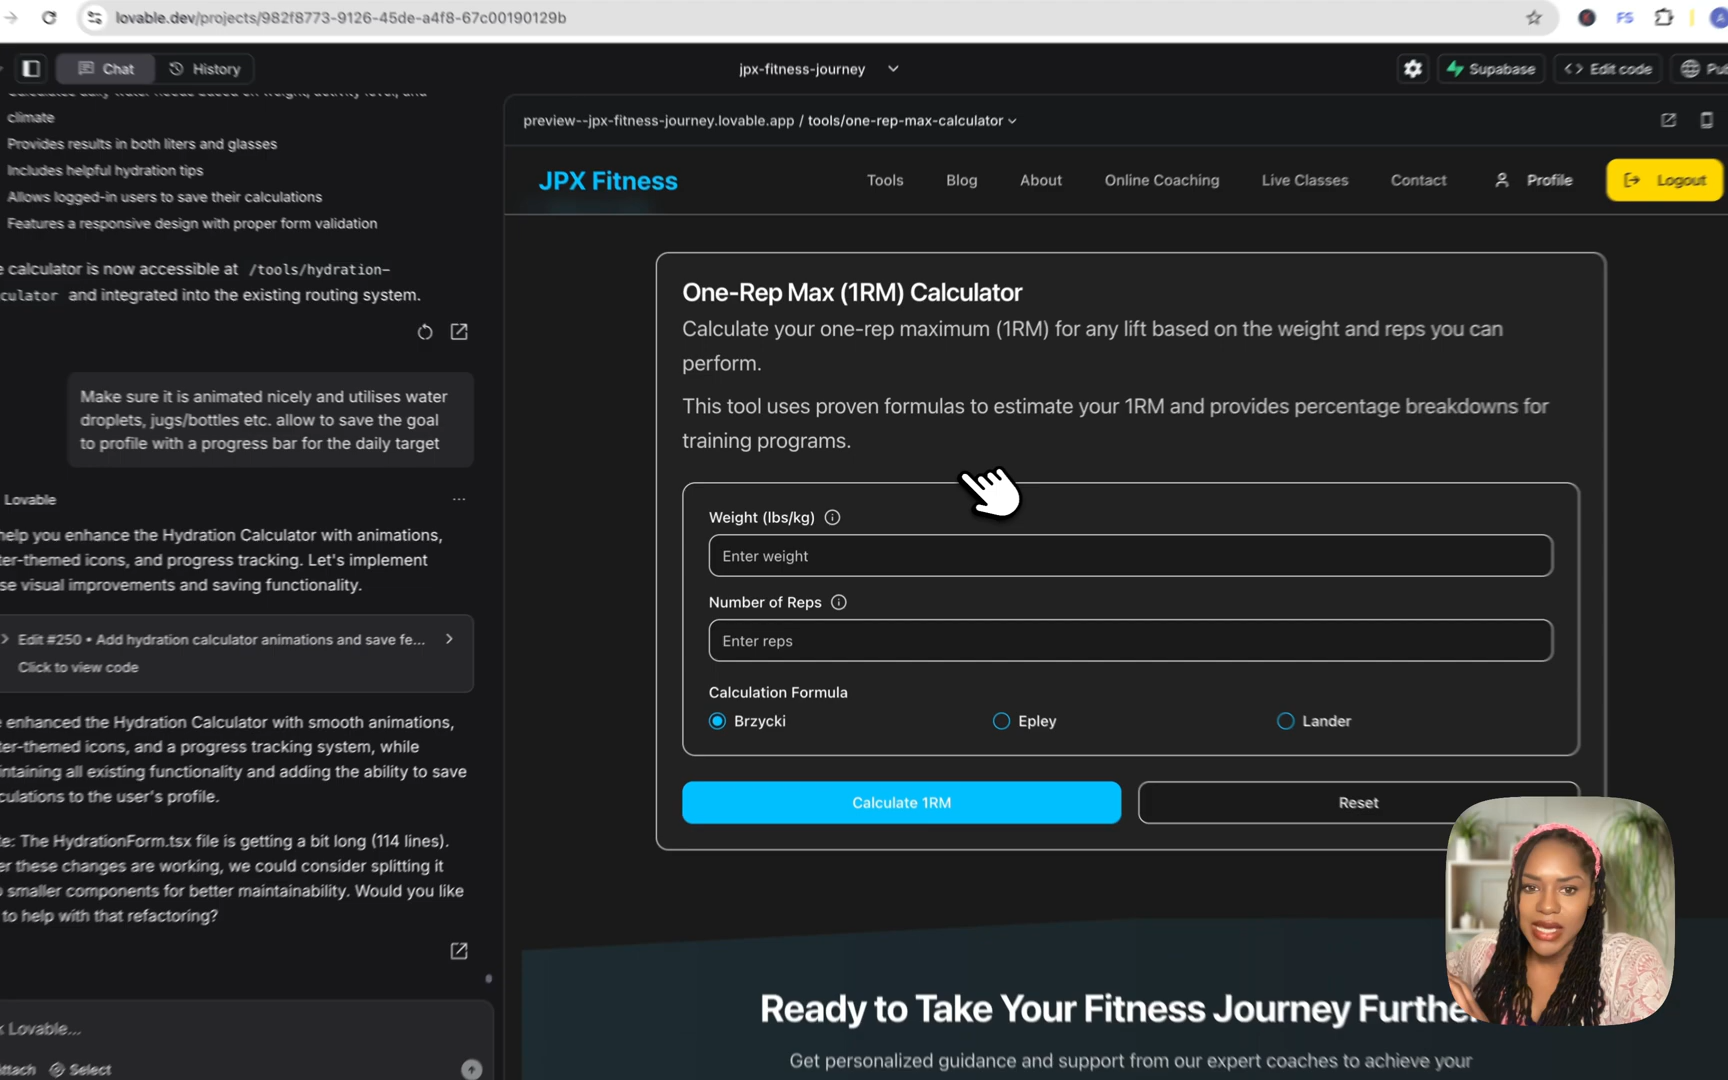 lovable.dev/projects/982f8773-9126-45de-a4f8-67c00190129b
FS
Chat
History
jpx-fitness-journey
Supabase
Edit code
climate
Provides results in both liters and glasses
Includes helpful hydration tips
Allows logged-in users to save their calculations
Features a responsive design with proper form validation
calculator is now accessible at /tools/hydration-
and integrated into the existing routing system.
Make sure it is animated nicely and utilises water
droplets, jugs/bottles etc. allow to save the goal
to profile with a progress bar for the daily target
Lovable
...
help you enhance the Hydration Calculator with animations,
ter-themed icons, and progress tracking. Let's implement
se visual improvements and saving functionality.
Edit #250 • Add hydration calculator animations and save fe...
Click to view code
enhanced the Hydration Calculator with smooth animations,
ter-themed icons, and a progress tracking system, while
intaining all existing functionality and adding the ability to save
culations to the user's profile.
te: The HydrationForm.tsx file is getting a bit long (114 lines).
er these changes are working, we could consider splitting it
smaller components for better maintainability. Would you like
to help with that refactoring?
Lovable...
ttach
Select
preview--jpx-fitness-journey.lovable.app / tools/one-rep-max-calculator
JPX Fitness
Tools
Blog
About
Online Coaching
Live Classes
Contact
Profile
Logout
One-Rep Max (1RM) Calculator
Calculate your one-rep maximum (1RM) for any lift based on the weight and reps you can
perform.
This tool uses proven formulas to estimate your 1RM and provides percentage breakdowns for
training programs.
Weight (lbs/kg)
Enter weight
Number of Reps
Enter reps
Calculation Formula
Brzycki
Epley
Lander
Calculate 1RM
Reset
Ready to Take Your Fitness Journey Further
Get personalized guidance and support from our expert coaches to achieve your